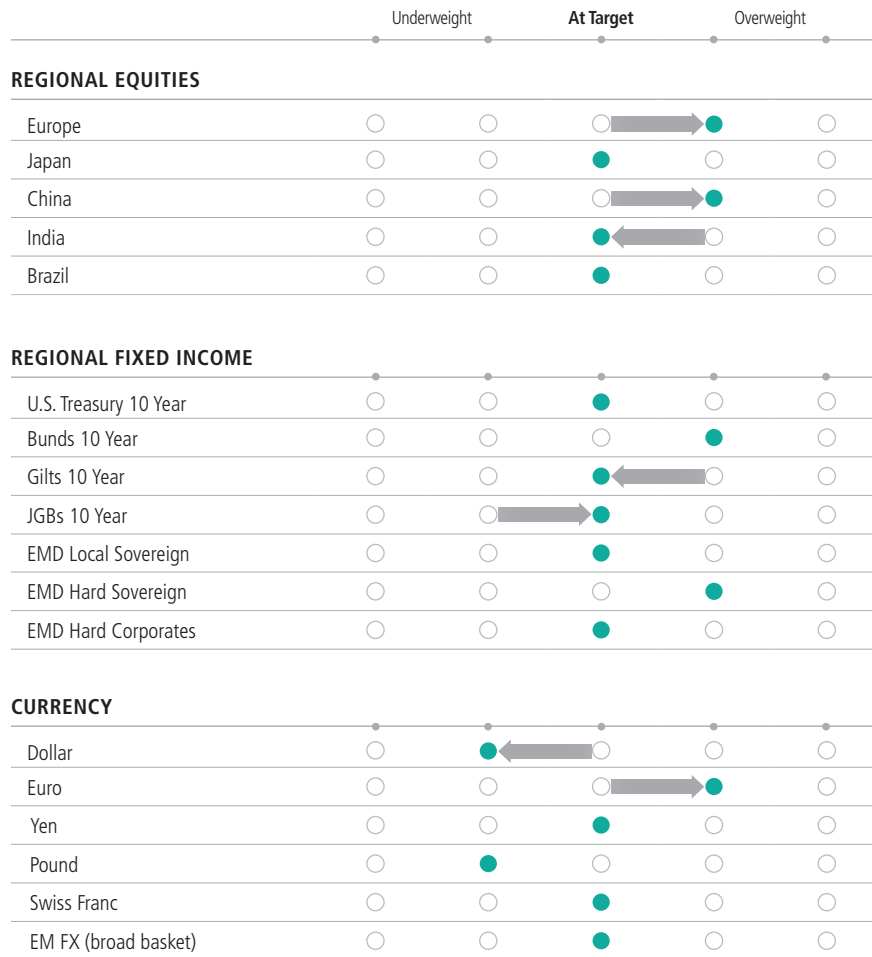 Underweight At Target Overweight
REGIONAL EQUITIES
Europe
Japan
China
India
Brazil
REGIONAL FIXED INCOME
U.S. Treasury 10 Year
Bunds 10 Year
Gilts 10 Year
JGBs 10 Year
EMD Local Sovereign
EMD Hard Sovereign
EMD Hard Corporates
CURRENCY
Dollar
Euro
Yen
Pound
Swiss Franc
EM FX (broad basket)